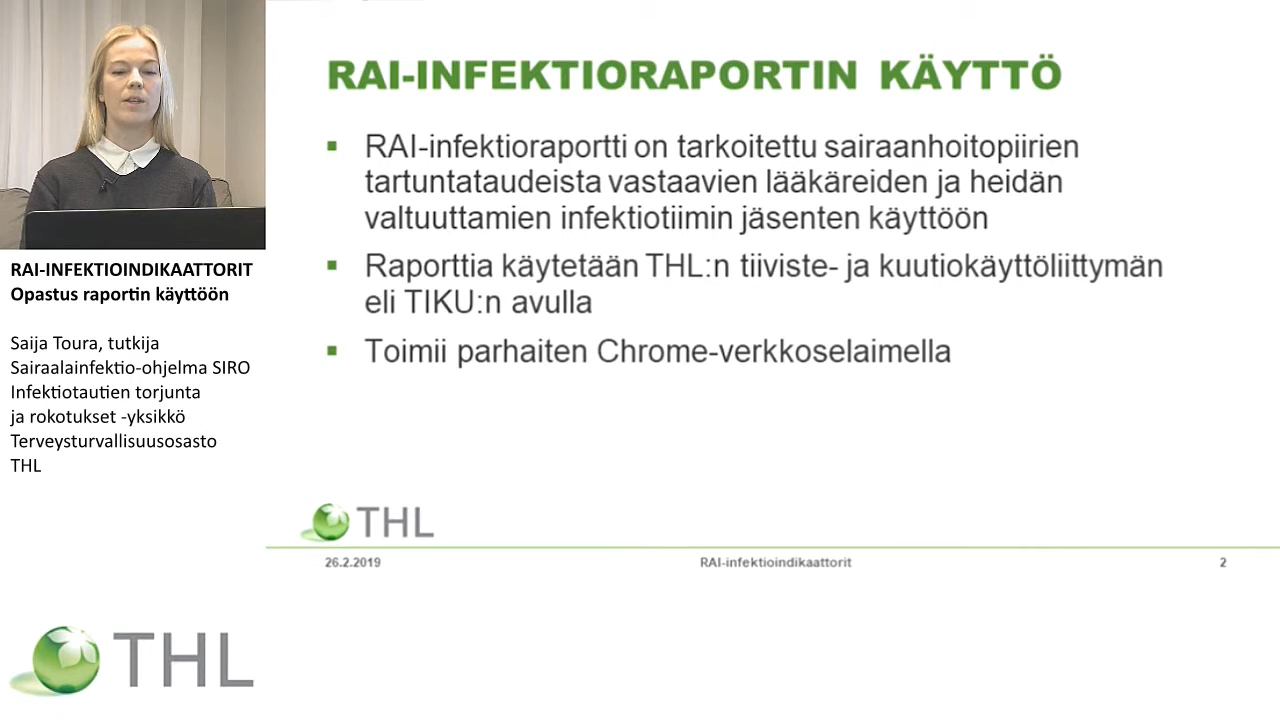 RAI-INFEKTIOINDIKAATTORIT
Opastus raportin käyttöön
Saija Toura, tutkija
Sairaalainfektio-ohjelma SIRO
Infektiotautien torjunta
ja rokotukset -yksikkö
Terveysturvallisuusosasto
THL
THL
RAI-INFEKTIORAPORTIN KÄYTTÖ
▪ RAI-infektioraportti on tarkoitettu sairaanhoitopiirien
tartuntataudeista vastaavien lääkäreiden ja heidän
valtuuttamien infektiotiimin jäsenten käyttöön
▪ Raporttia käytetään THL:n tiiviste- ja kuutiokäyttöliittymän
eli TIKU:n avulla
▪ Toimii parhaiten Chrome-verkkoselaimella
THL
26.2.2019 RAI-infektioindikaattorit 2